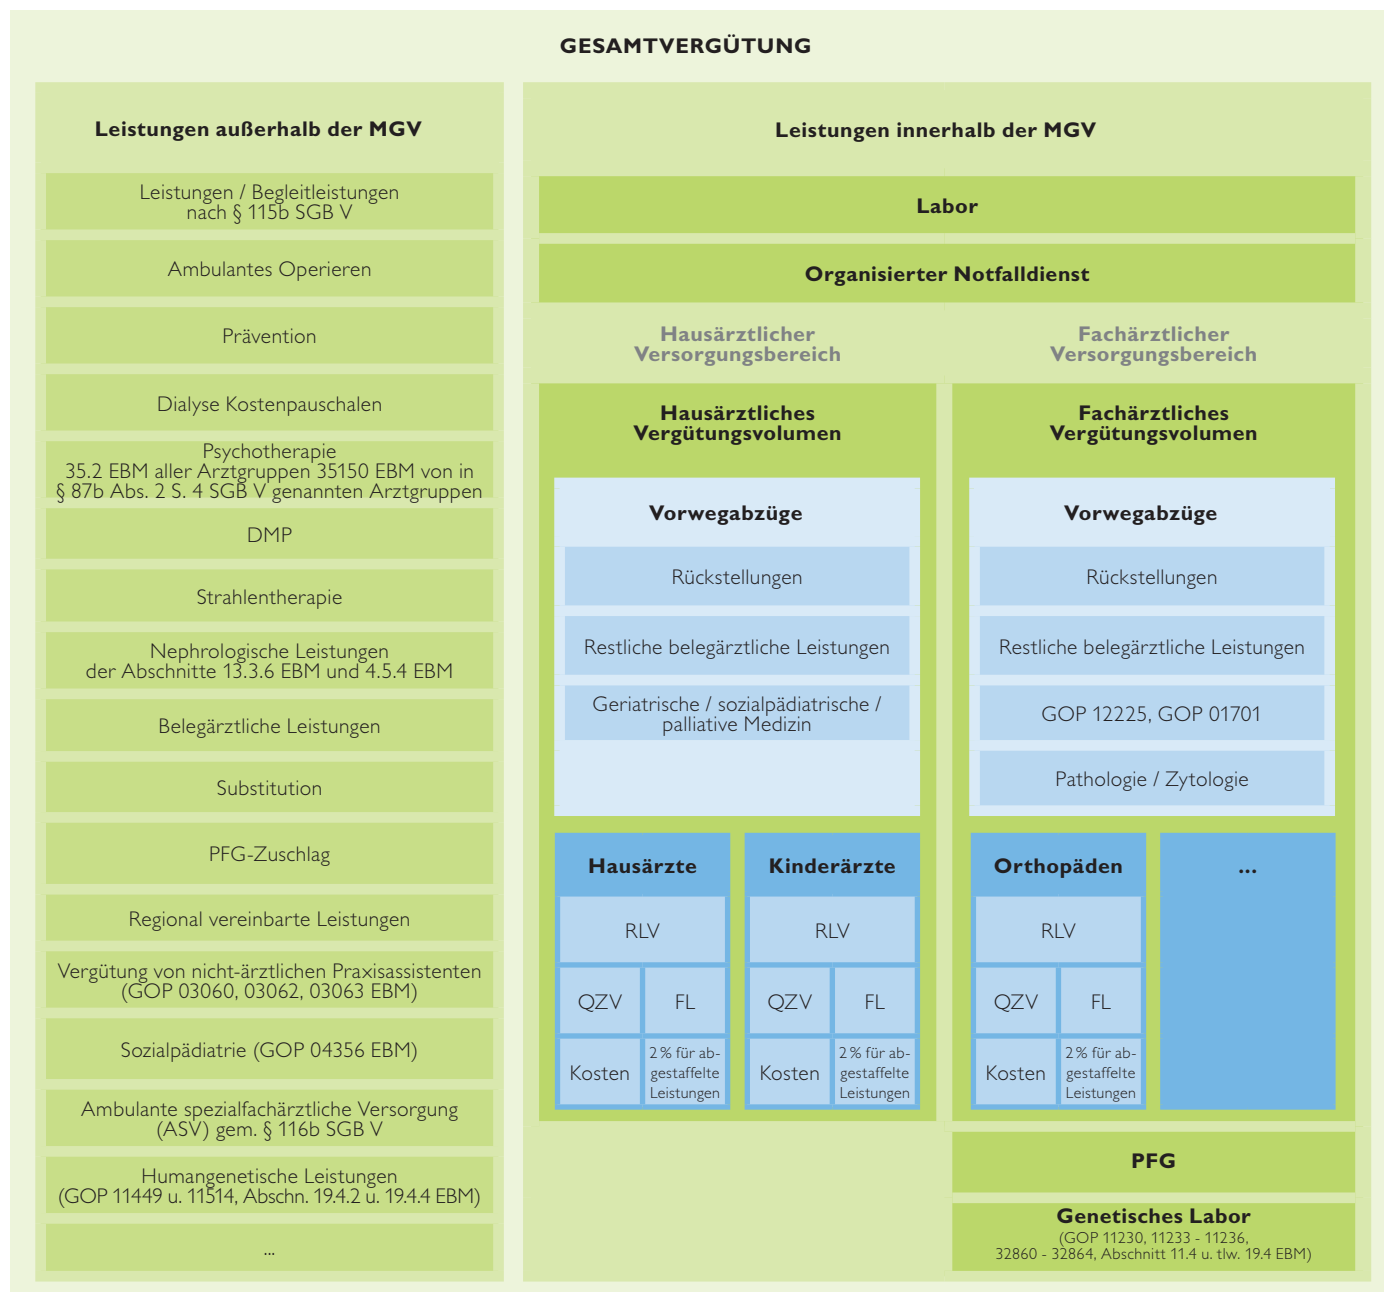 GESAMTVERGÜTUNG
Leistungen außerhalb der MGV
Leistungen / Begleitleistungen
nach § 115b SGB V
Ambulantes Operieren
Prävention
Dialyse Kostenpauschalen
Psychotherapie
35.2 EBM aller Arztgruppen 35150 EBM von in
§ 87b Abs. 2 S. 4 SGB V genannten Arztgruppen
DMP
Strahlentherapie
Nephrologische Leistungen
der Abschnitte 13.3.6 EBM und 4.5.4 EBM
Belegärztliche Leistungen
Substitution
PFG-Zuschlag
Regional vereinbarte Leistungen
Vergütung von nicht-ärztlichen Praxisassistenten
(GOP 03060, 03062, 03063 EBM)
Sozialpädiatrie (GOP 04356 EBM)
Ambulante spezialfachärztliche Versorgung
(ASV) gem. § 116b SGB V
Humangenetische Leistungen
(GOP 11449 u. 11514, Abschn. 19.4.2 u. 19.4.4 EBM)
...
Leistungen innerhalb der MGV
Labor
Organisierter Notfalldienst
Hausärztlicher
Versorgungsbereich
Hausärztliches
Vergütungsvolumen
Vorwegabzüge
Rückstellungen
Restliche belegärztliche Leistungen
Geriatrische / sozialpädiatrische /
palliative Medizin
Hausärzte
RLV
QZV
FL
Kosten
2 % für ab-
gestaffelte
Leistungen
Kinderärzte
RLV
QZV
FL
Kosten
2 % für ab-
gestaffelte
Leistungen
Fachärztlicher
Versorgungsbereich
Fachärztliches
Vergütungsvolumen
Vorwegabzüge
Rückstellungen
Restliche belegärztliche Leistungen
GOP 12225, GOP 01701
Pathologie / Zytologie
Orthopäden
RLV
QZV
FL
Kosten
2 % für ab-
gestaffelte
Leistungen
...
PFG
Genetisches Labor
(GOP 11230, 11233 - 11236,
32860 - 32864, Abschnitt 11.4 u. tlw. 19.4 EBM)